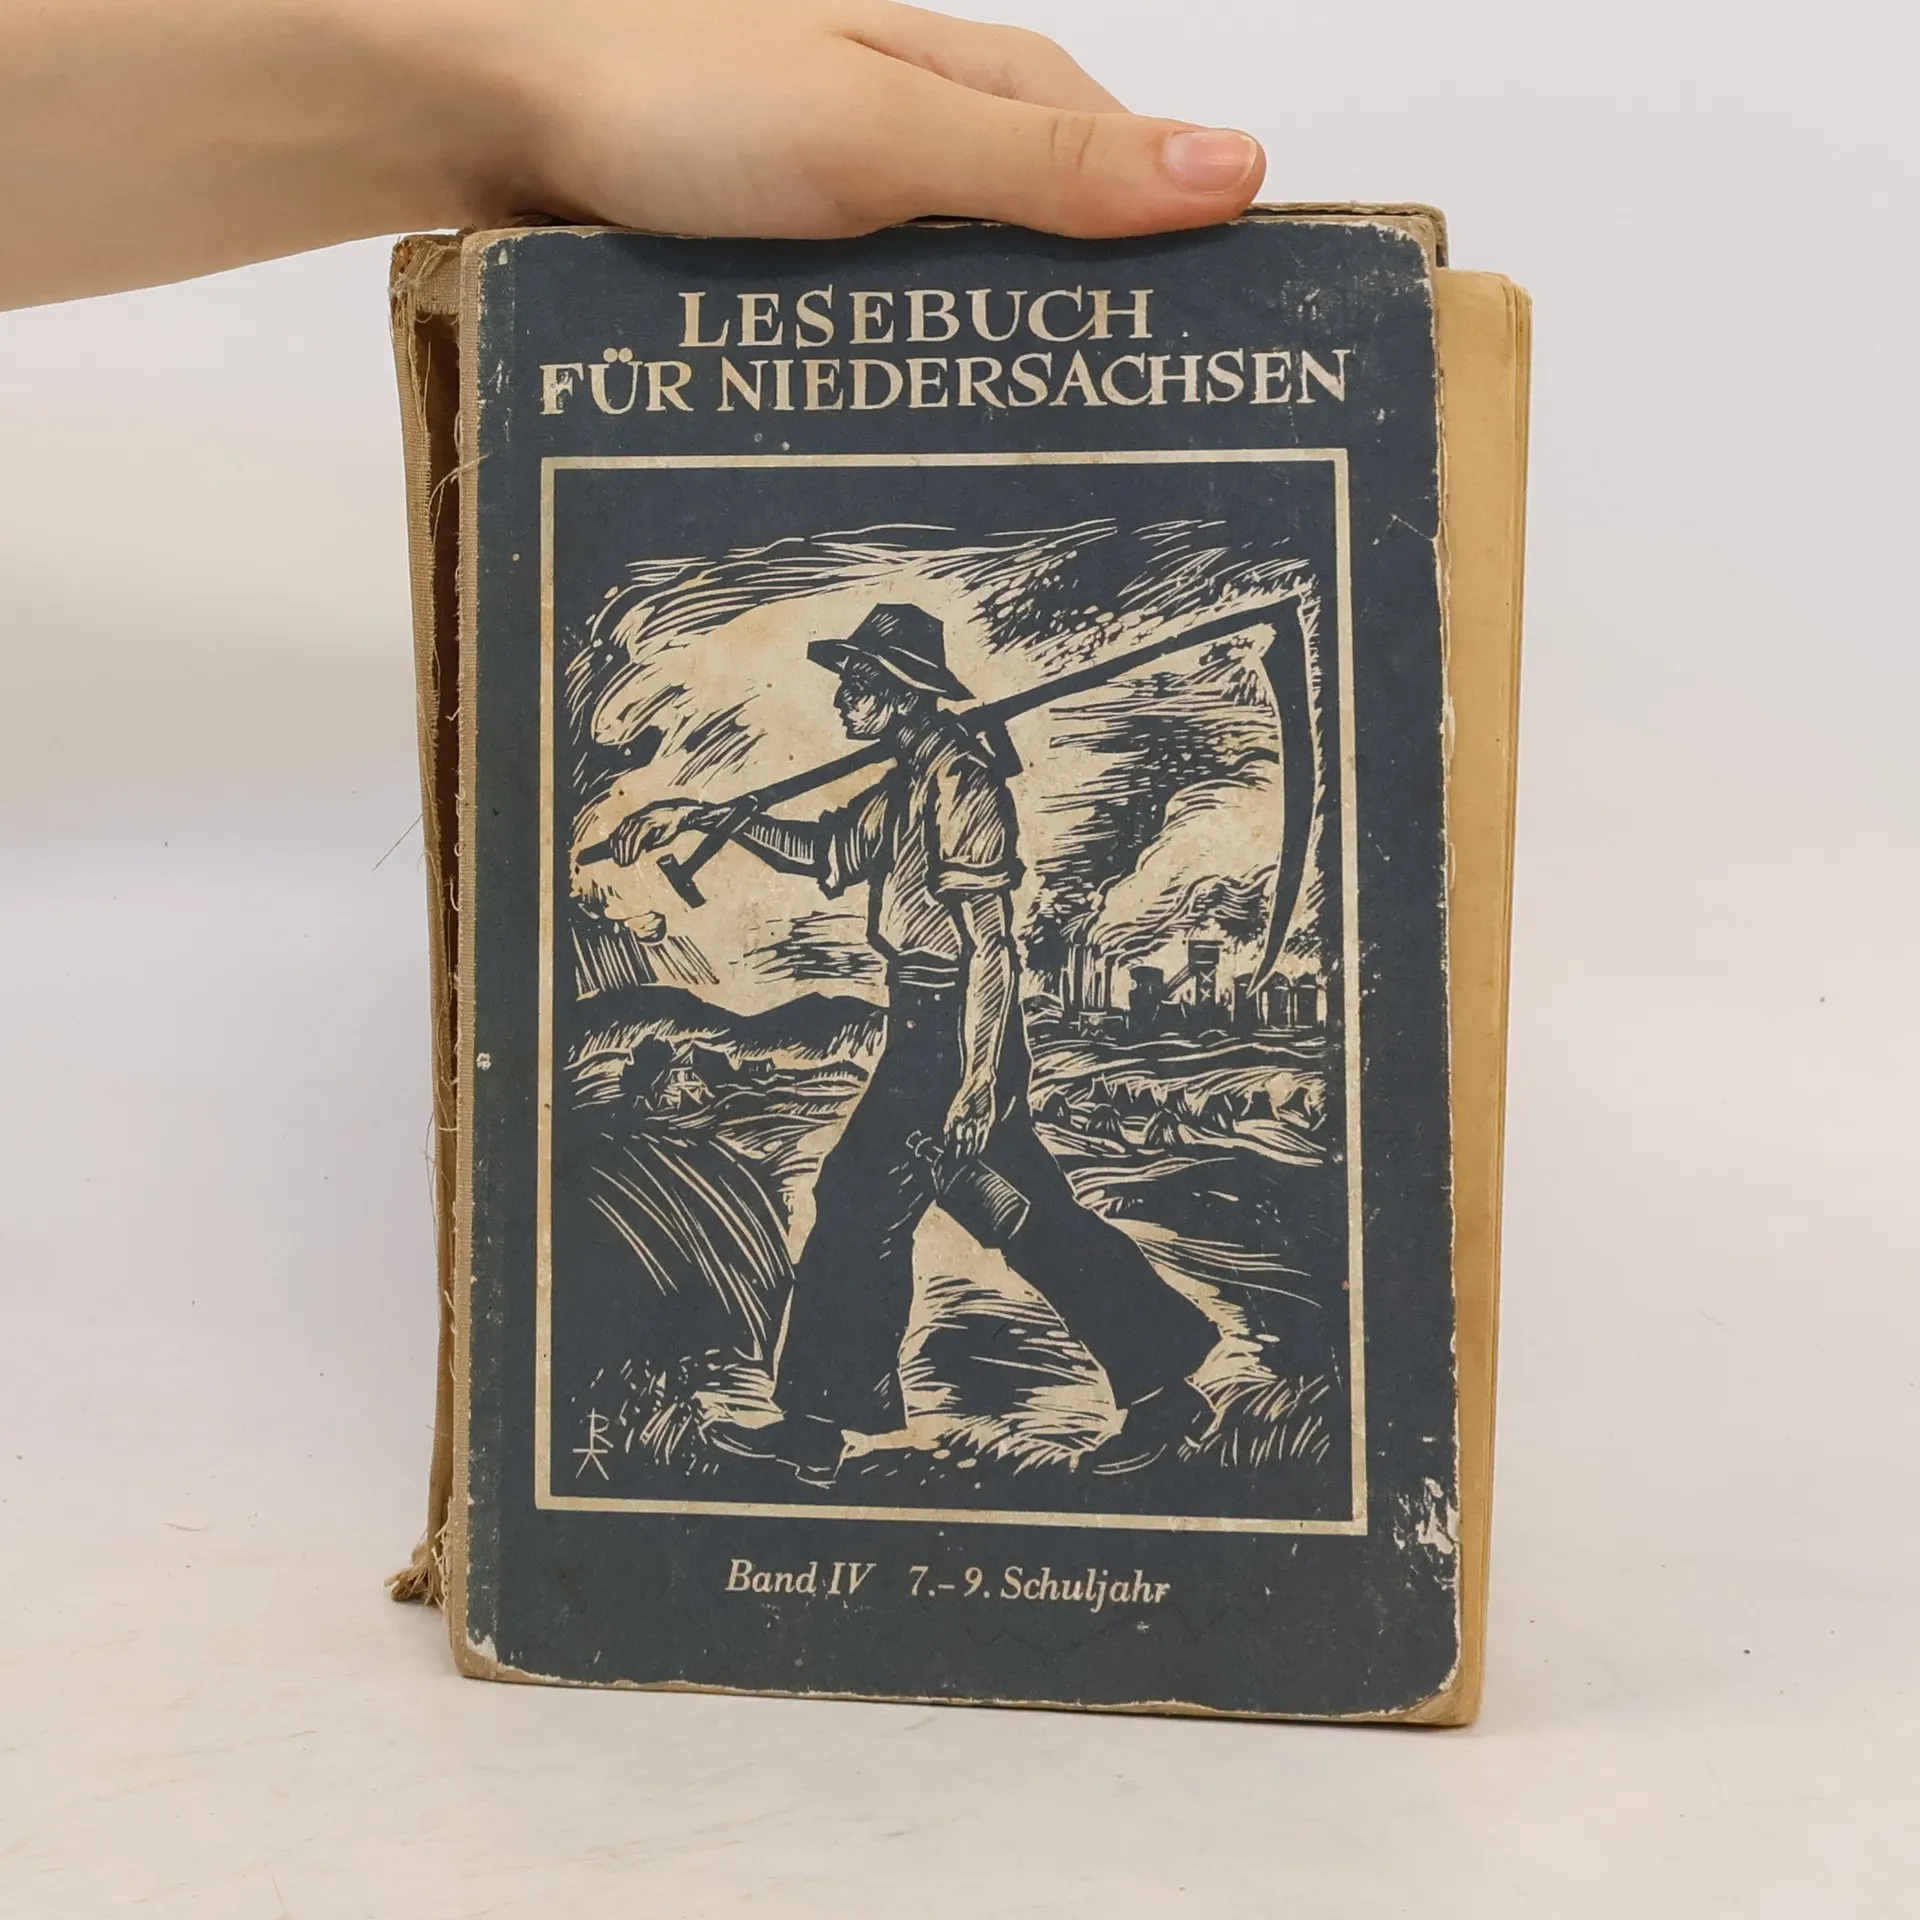 LESEBUCH
FÜR NIEDERSACHSEN
Band IV 7.-9. Schuljahr